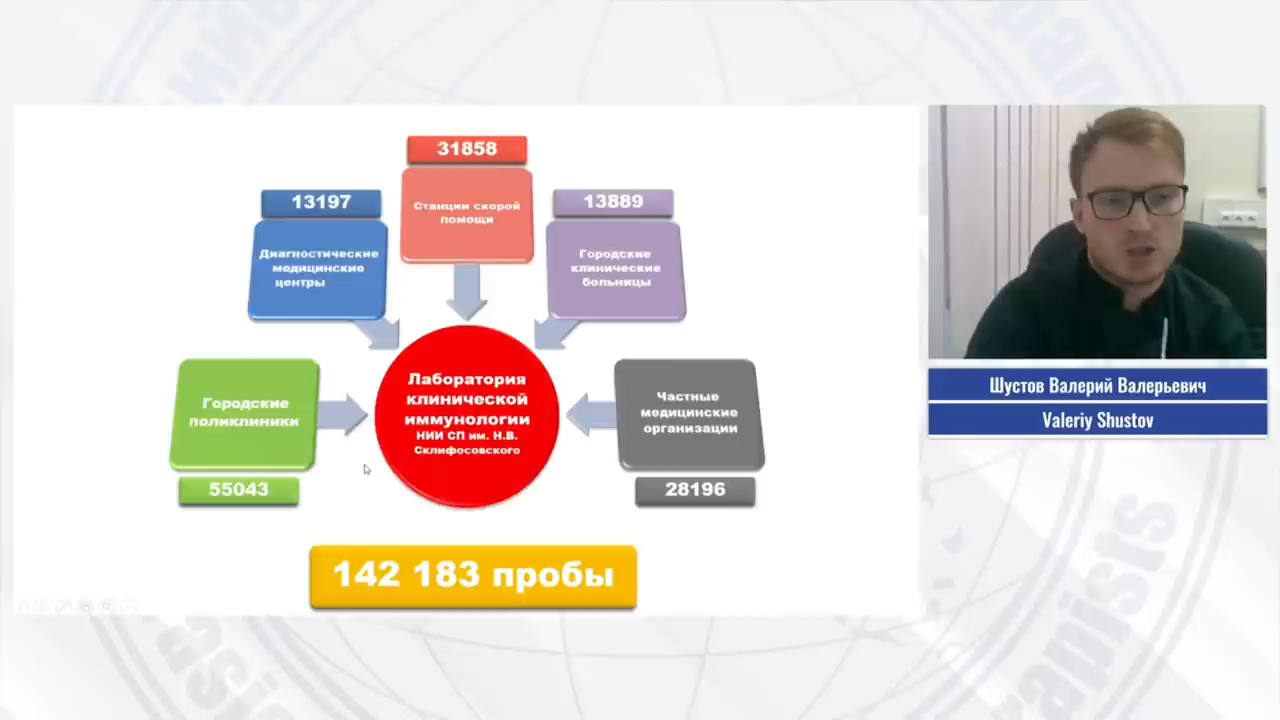 31858
Станции скорой
помощи
13197
Диагностические
медицинские
центры
13889
Городские
клинические
больницы
Городские
поликлиники
55043
Лаборатория
клинической
иммунологии
НИИ СП им. Н.В.
Склифосовского
Частные
медицинские
организации
28196
142 183 пробы
Шустов Валерий Валерьевич
Valeriy Shustov